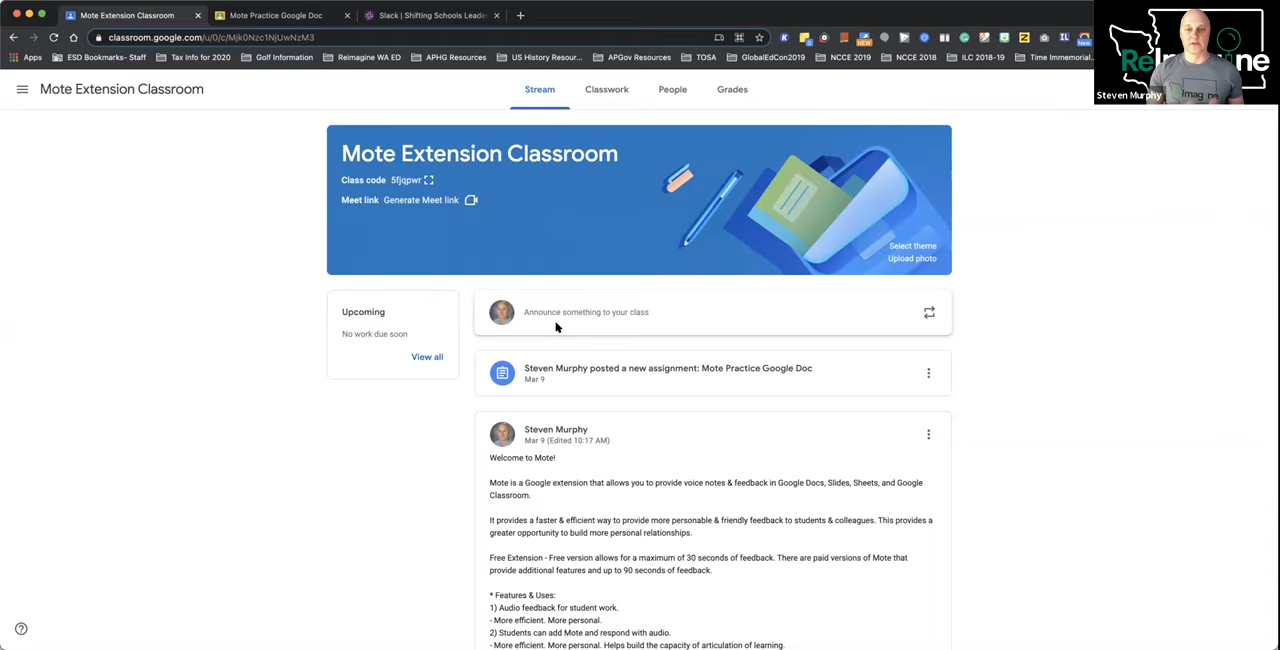 Mote Extension Classroom
Mote Practice Google Doc
Slack | Shifting Schools Leade
classroom.google.com/u/0/c/Mjk0Nzc1NjUwNzM3
Apps
ESD Bookmarks- Staff
Tax Info for 2020
Golf Information
Reimagine WA ED
APHG Resources
US History Resour...
APGov Resources
TOSA
GlobalEdCon2019
NCCE 2019
NCCE 2018
ILC 2018-19
Time Immemorial...
Steven Murphy
Mote Extension Classroom
Stream
Classwork
People
Grades
Mote Extension Classroom
Class code 5fjqpwr
Meet link Generate Meet link
Select theme
Upload photo
Upcoming
No work due soon
View all
Announce something to your class
Steven Murphy posted a new assignment: Mote Practice Google Doc
Mar 9
Steven Murphy
Mar 9 (Edited 10:17 AM)
Welcome to Mote!
Mote is a Google extension that allows you to provide voice notes & feedback in Google Docs, Slides, Sheets, and Google
Classroom.
It provides a faster & efficient way to provide more personable & friendly feedback to students & colleagues. This provides a
greater opportunity to build more personal relationships.
Free Extension - Free version allows for a maximum of 30 seconds of feedback. There are paid versions of Mote that
provide additional features and up to 90 seconds of feedback.
* Features & Uses:
1) Audio feedback for student work.
- More efficient. More personal.
2) Students can add Mote and respond with audio.
- More efficient. More personal. Helps build the capacity of articulation of learning.